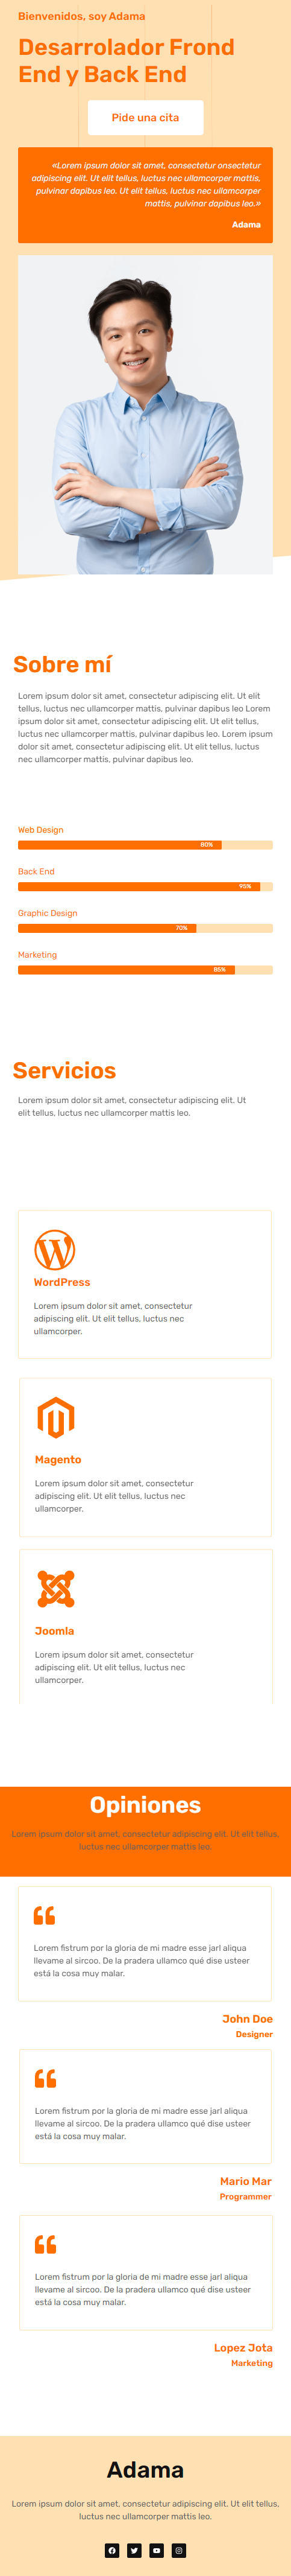 Bienvenidos, soy Adama
Desarrolador Frond
End y Back End
Pide una cita
«Lorem ipsum dolor sit amet, consectetur onsectetur
adipiscing elit. Ut elit tellus, luctus nec ullamcorper mattis,
pulvinar dapibus leo. Ut elit tellus, luctus nec ullamcorper
mattis, pulvinar dapibus leo.»
Adama
Sobre mí
Lorem ipsum dolor sit amet, consectetur adipiscing elit. Ut elit
tellus, luctus nec ullamcorper mattis, pulvinar dapibus leo Lorem
ipsum dolor sit amet, consectetur adipiscing elit. Ut elit tellus,
luctus nec ullamcorper mattis, pulvinar dapibus leo. Lorem ipsum
dolor sit amet, consectetur adipiscing elit. Ut elit tellus, luctus
nec ullamcorper mattis, pulvinar dapibus leo.
Web Design
80%
Back End
95%
Graphic Design
70%
Marketing
85%
Servicios
Lorem ipsum dolor sit amet, consectetur adipiscing elit. Ut
elit tellus, luctus nec ullamcorper mattis leo.
WordPress
Lorem ipsum dolor sit amet, consectetur
adipiscing elit. Ut elit tellus, luctus nec
ullamcorper.
Magento
Lorem ipsum dolor sit amet, consectetur
adipiscing elit. Ut elit tellus, luctus nec
ullamcorper.
Joomla
Lorem ipsum dolor sit amet, consectetur
adipiscing elit. Ut elit tellus, luctus nec
ullamcorper.
Opiniones
Lorem ipsum dolor sit amet, consectetur adipiscing elit. Ut elit tellus,
luctus nec ullamcorper mattis leo.
Lorem fistrum por la gloria de mi madre esse jarl aliqua
llevame al sircoo. De la pradera ullamco qué dise usteer
está la cosa muy malar.
John Doe
Designer
Lorem fistrum por la gloria de mi madre esse jarl aliqua
llevame al sircoo. De la pradera ullamco qué dise usteer
está la cosa muy malar.
Mario Mar
Programmer
Lorem fistrum por la gloria de mi madre esse jarl aliqua
llevame al sircoo. De la pradera ullamco qué dise usteer
está la cosa muy malar.
Lopez Jota
Marketing
Adama
Lorem ipsum dolor sit amet, consectetur adipiscing elit. Ut elit tellus,
luctus nec ullamcorper mattis leo.